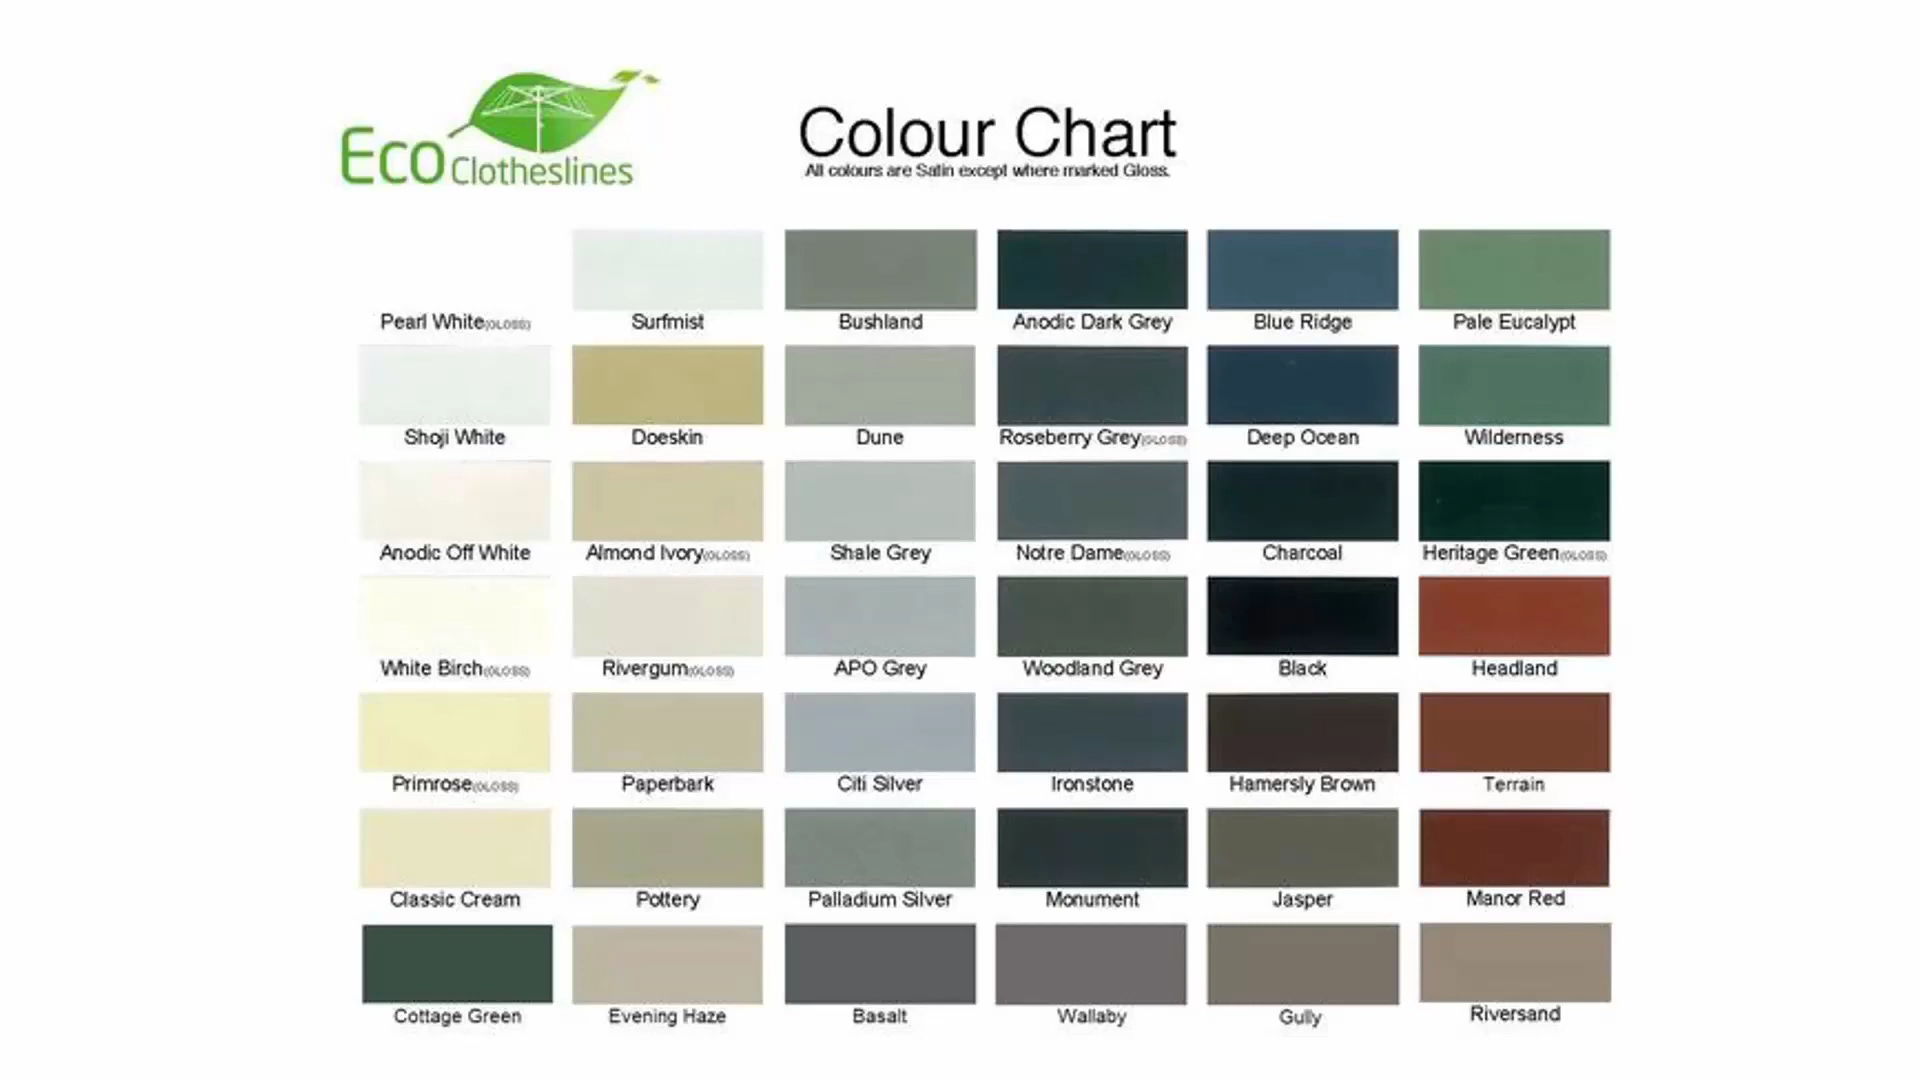 Eco Clotheslines
Colour Chart
All colours are Satin except where marked Gloss.
Pearl White(GLOSS) Surfmist Bushland Anodic Dark Grey Blue Ridge Pale Eucalypt
Shoji White Doeskin Dune Roseberry Grey(GLOSS) Deep Ocean Wilderness
Anodic Off White Almond Ivory(GLOSS) Shale Grey Notre Dame(GLOSS) Charcoal Heritage Green(GLOSS)
White Birch(GLOSS) Rivergum(GLOSS) APO Grey Woodland Grey Black Headland
Primrose(GLOSS) Paperbark Citi Silver Ironstone Hamersly Brown Terrain
Classic Cream Pottery Palladium Silver Monument Jasper Manor Red
Cottage Green Evening Haze Basalt Wallaby Gully Riversand